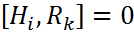 [H_i, R_k] = 0